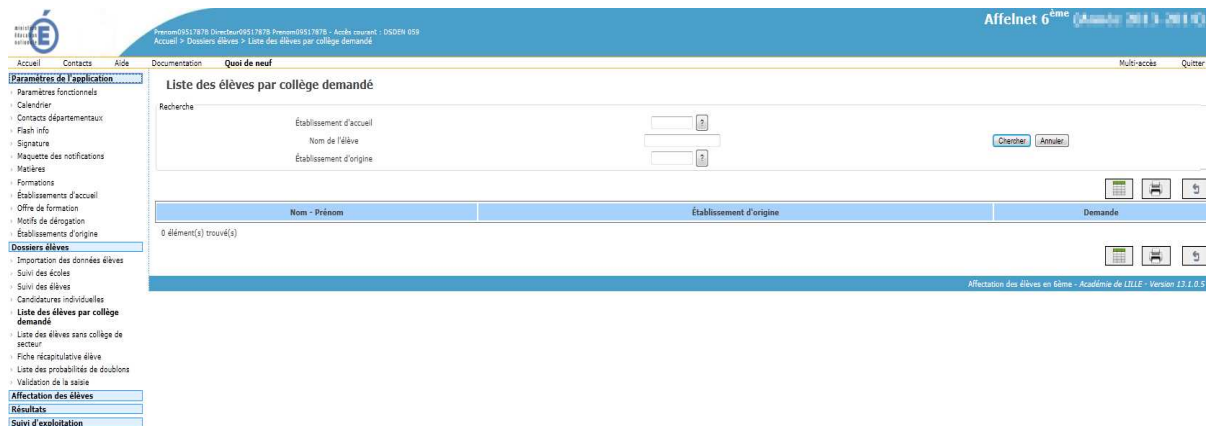 Affelnet 6ème
Prenom0951787B Directeur0951787B Prenom0951787B - Accès courant : DSDEN 059
Accueil > Dossiers élèves > Liste des élèves par collège demandé
Accueil Contacts Aide Documentation Quoi de neuf Multi-accès Quitter
Paramètres de l'application
Paramètres fonctionnels
Calendrier
Contacts départementaux
Flash info
Signature
Maquette des notifications
Matières
Formations
Établissements d'accueil
Offre de formation
Motifs de dérogation
Établissements d'origine
Dossiers élèves
Importation des données élèves
Suivi des écoles
Suivi des élèves
Candidatures individuelles
Liste des élèves par collège
demandé
Liste des élèves sans collège de
secteur
Fiche récapitulative élève
Liste des probabilités de doublons
Validation de la saisie
Affectation des élèves
Résultats
Suivi d'exploitation
Liste des élèves par collège demandé
Recherche
Établissement d'accueil ?
Nom de l'élève Chercher Annuler
Établissement d'origine ?
Nom - Prénom Établissement d'origine Demande
0 élément(s) trouvé(s)
Affectation des élèves en 6ème - Académie de LILLE - Version 13.1.0.5